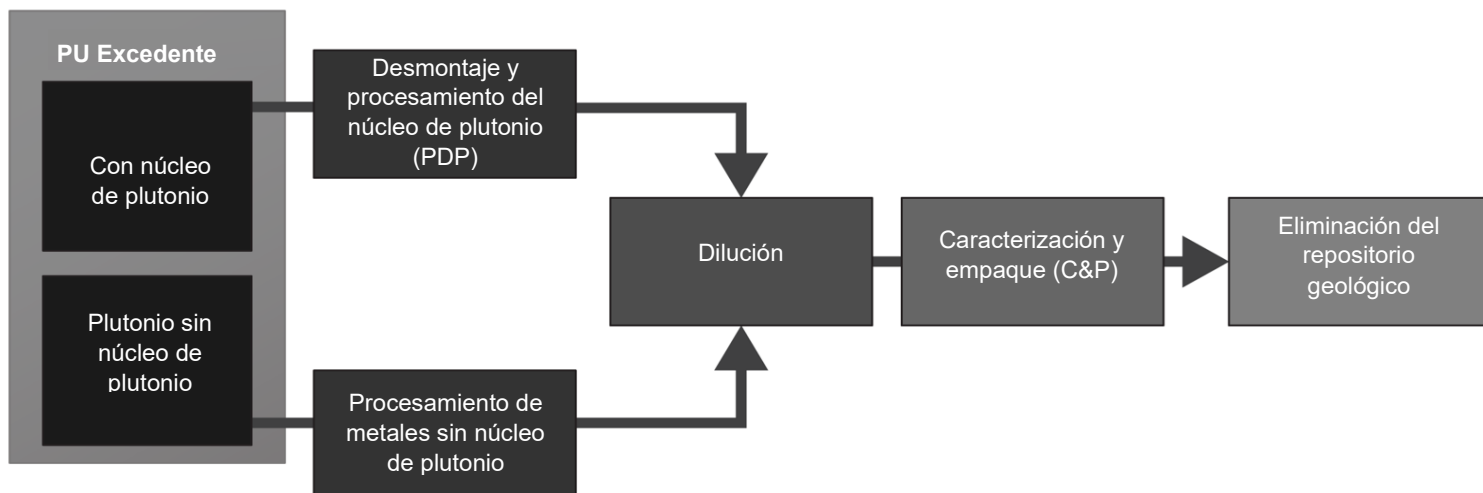 PU Excedente
Con núcleo
de plutonio
Plutonio sin
núcleo de
plutonio
Desmontaje y
procesamiento del
núcleo de plutonio
(PDP)
Procesamiento de
metales sin núcleo
de plutonio
Dilución
Caracterización y
empaque (C&P)
Eliminación del
repositorio
geológico